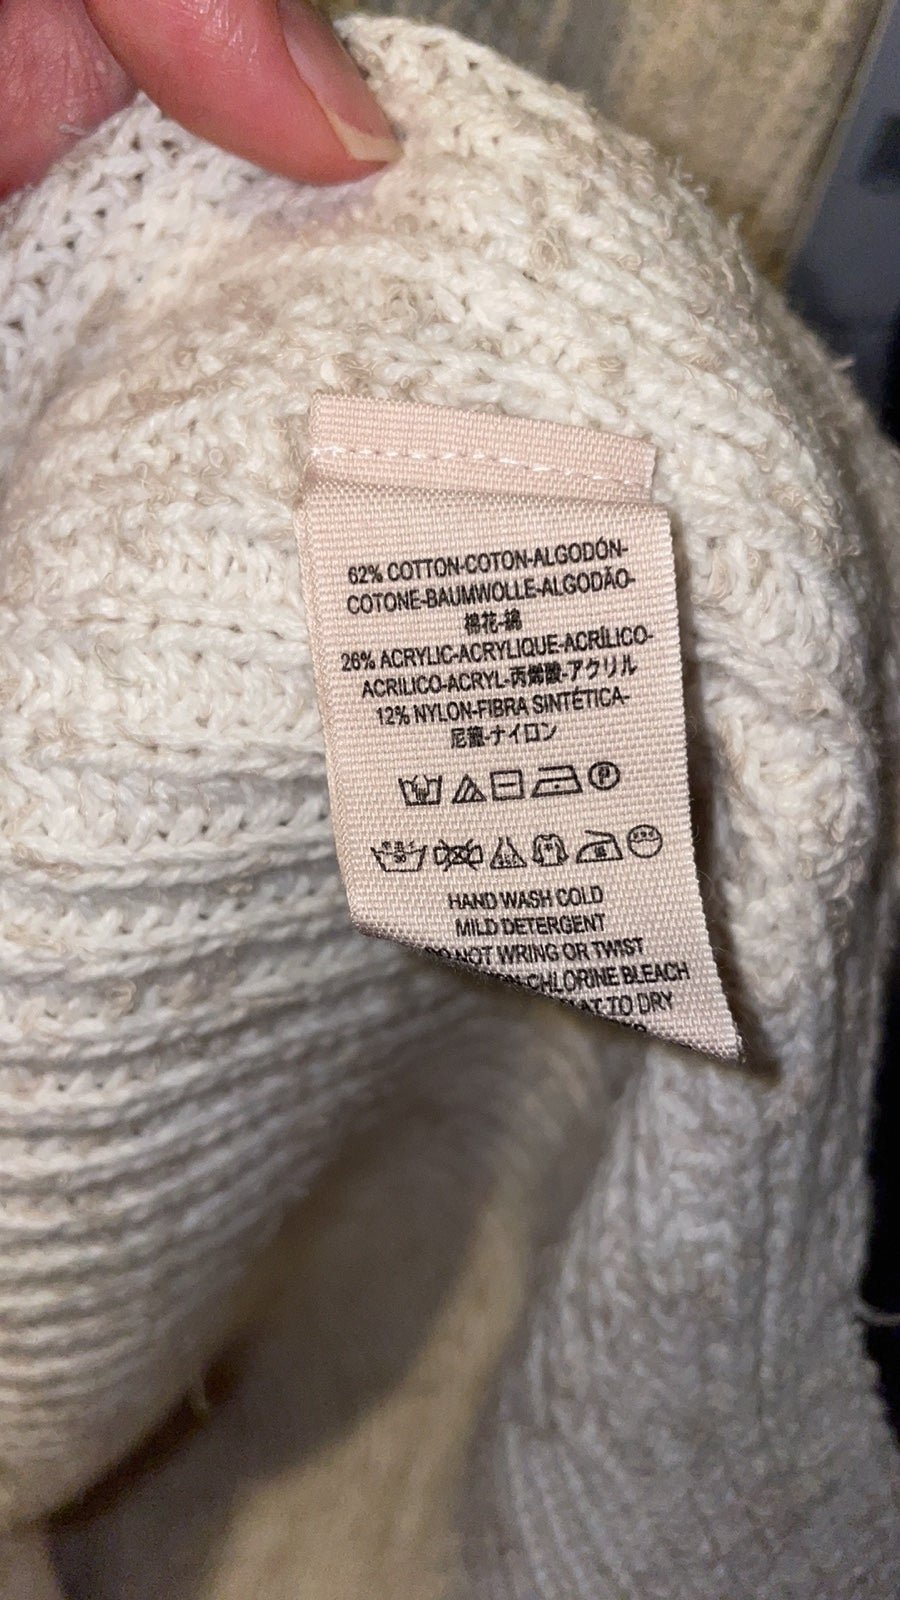 62% COTTON-COTON-ALGODÓN-
COTONE-BAUMWOLLE-ALGODÃO-
棉花-綿
26% ACRYLIC-ACRYLIQUE-ACRÍLICO-
ACRILICO-ACRYL-丙烯酸-アクリル
12% NYLON-FIBRA SINTÉTICA-
尼龍-ナイロン
HAND WASH COLD
MILD DETERGENT
DO NOT WRING OR TWIST
CHLORINE BLEACH
TO DRY